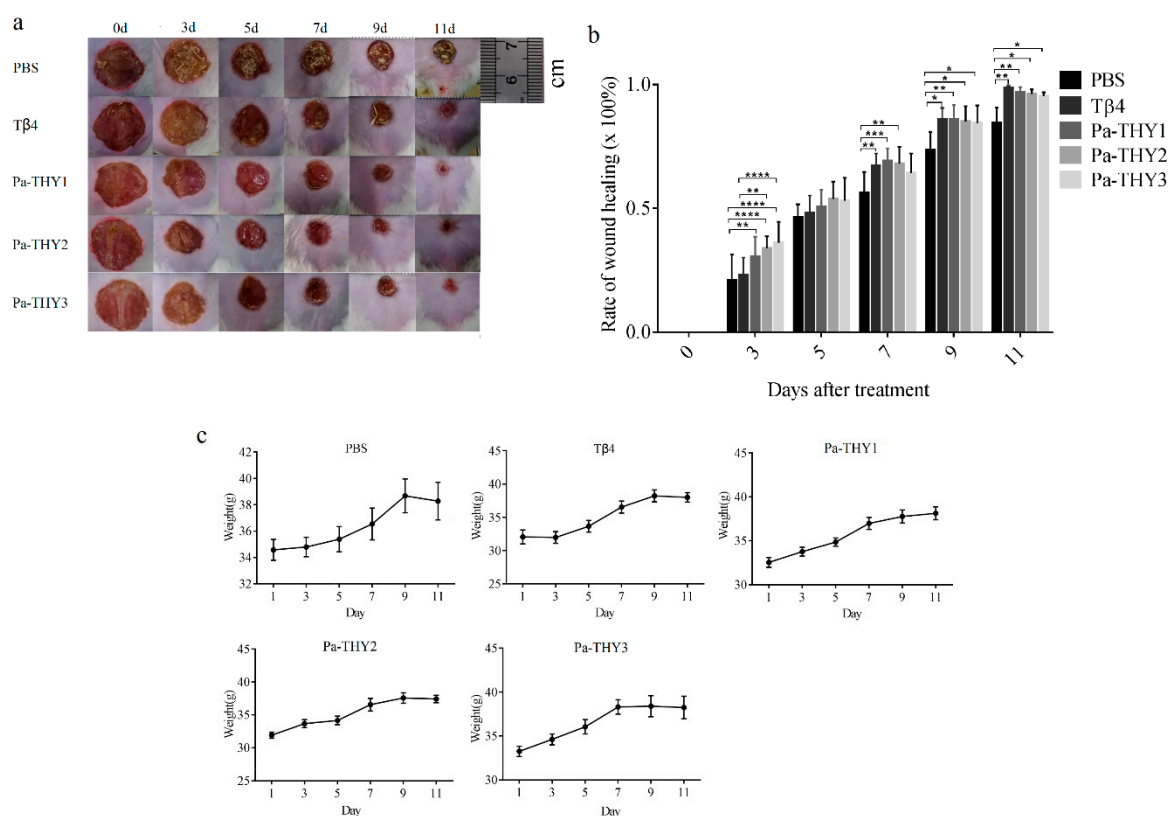 a
0d 3d 5d 7d 9d 11d
PBS
Tβ4
Pa-THY1
Pa-THY2
Pa-THY3
7
6
cm
b
Rate of wound healing (x 100%)
1.0
0.5
0.0
** **** **** ** ****
** *** **
* ** * *
** ** * *
0 3 5 7 9 11
Days after treatment
PBS
Tβ4
Pa-THY1
Pa-THY2
Pa-THY3
c
PBS
Weight(g)
42
40
38
36
34
32
1 3 5 7 9 11
Day
Tβ4
Weight(g)
45
40
35
30
25
1 3 5 7 9 11
Day
Pa-THY1
Weight(g)
45
40
35
30
1 3 5 7 9 11
Day
Pa-THY2
Weight(g)
45
40
35
30
25
1 3 5 7 9 11
Day
Pa-THY3
Weight(g)
45
40
35
30
1 3 5 7 9 11
Day